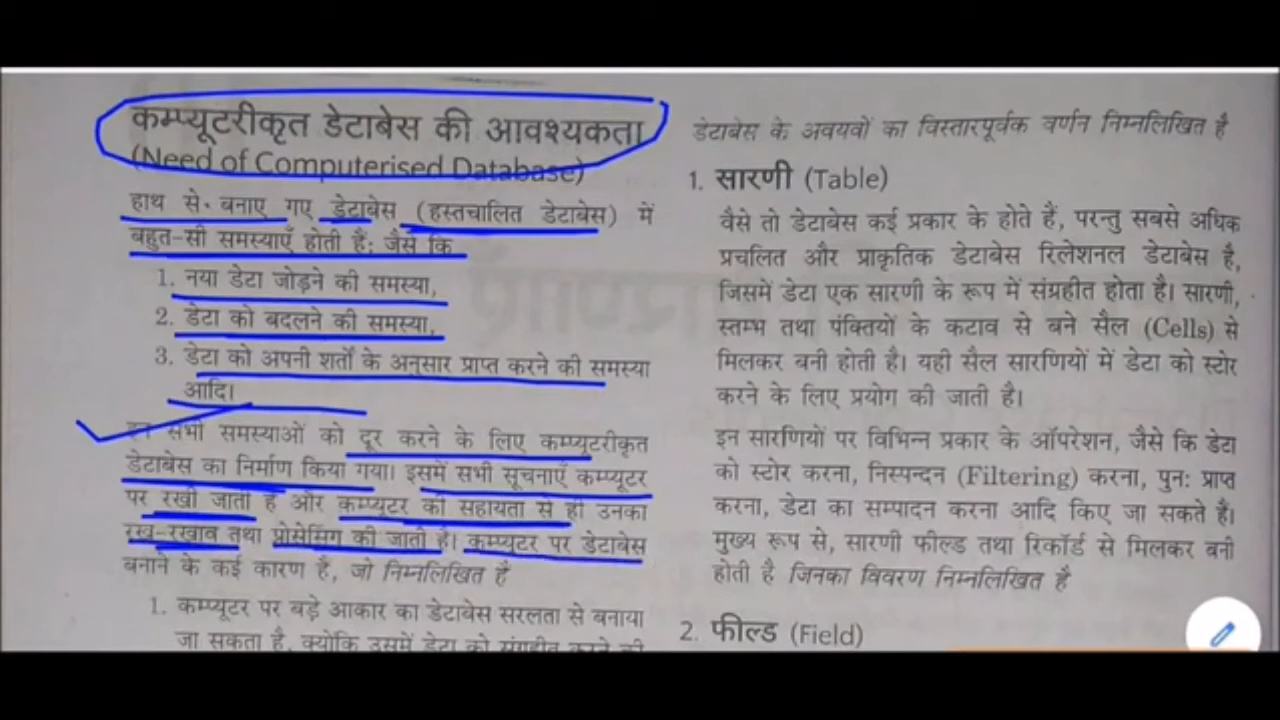 कम्प्यूटरीकृत डेटाबेस की आवश्यकता
(Need of Computerised Database)
हाथ से बनाए गए डेटाबेस (हस्तचालित डेटाबेस) में
बहुत-सी समस्याएँ होती हैं; जैसे कि
1. नया डेटा जोड़ने की समस्या,
2. डेटा को बदलने की समस्या,
3. डेटा को अपनी शर्तों के अनुसार प्राप्त करने की समस्या
आदि।
इन सभी समस्याओं को दूर करने के लिए कम्प्यूटरीकृत
डेटाबेस का निर्माण किया गया। इसमें सभी सूचनाएँ कम्प्यूटर
पर रखी जाती हैं और कम्प्यूटर की सहायता से ही उनका
रख-रखाव तथा प्रोसेसिंग की जाती है। कम्प्यूटर पर डेटाबेस
बनाने के कई कारण हैं, जो निम्नलिखित हैं
1. कम्प्यूटर पर बड़े आकार का डेटाबेस सरलता से बनाया
जा सकता है, क्योंकि उसमें डेटा को संग्रहीत करने की
डेटाबेस के अवयवों का विस्तारपूर्वक वर्णन निम्नलिखित है
1. सारणी (Table)
वैसे तो डेटाबेस कई प्रकार के होते हैं, परन्तु सबसे अधिक
प्रचलित और प्राकृतिक डेटाबेस रिलेशनल डेटाबेस है,
जिसमें डेटा एक सारणी के रूप में संग्रहीत होता है। सारणी,
स्तम्भ तथा पंक्तियों के कटाव से बने सैल (Cells) से
मिलकर बनी होती है। यही सैल सारणियों में डेटा को स्टोर
करने के लिए प्रयोग की जाती है।
इन सारणियों पर विभिन्न प्रकार के ऑपरेशन, जैसे कि डेटा
को स्टोर करना, निस्पन्दन (Filtering) करना, पुनः प्राप्त
करना, डेटा का सम्पादन करना आदि किए जा सकते हैं।
मुख्य रूप से, सारणी फील्ड तथा रिकॉर्ड से मिलकर बनी
होती है जिनका विवरण निम्नलिखित है
2. फील्ड (Field)